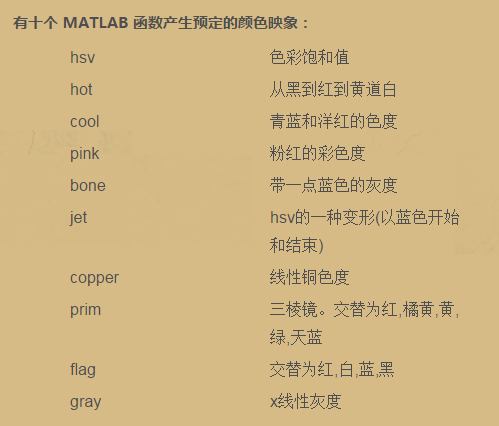 有十个 MATLAB 函数产生预定的颜色映象：
hsv 色彩饱和值
hot 从黑到红到黄道白
cool 青蓝和洋红的色度
pink 粉红的彩色度
bone 带一点蓝色的灰度
jet hsv的一种变形(以蓝色开始
和结束)
copper 线性铜色度
prim 三棱镜。交替为红,橘黄,黄,
绿,天蓝
flag 交替为红,白,蓝,黑
gray x线性灰度